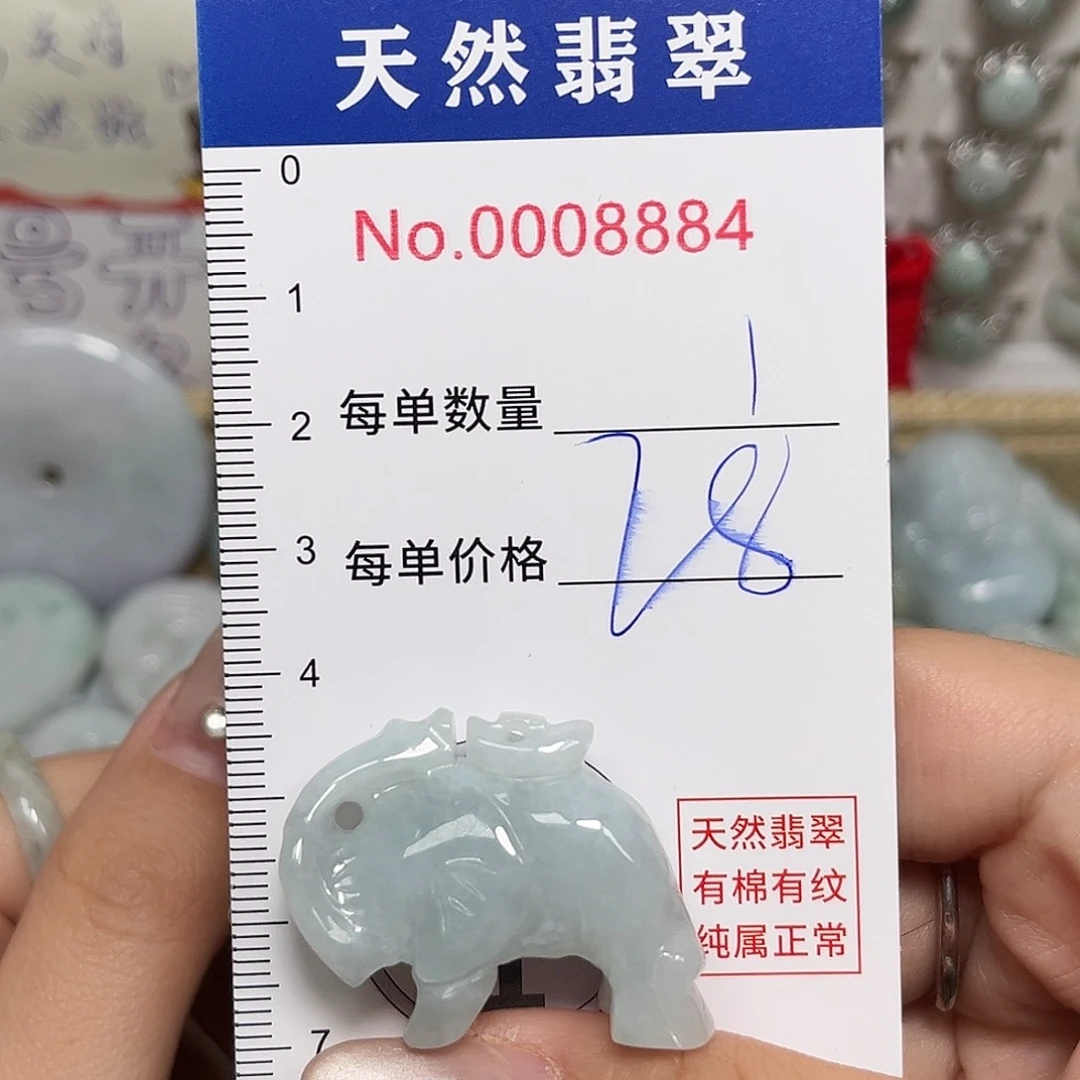 天然翡翠
0
No.0008884
1
每单数量 1
2
每单价格 78
3
4
天然翡翠
有棉有纹
纯属正常
7